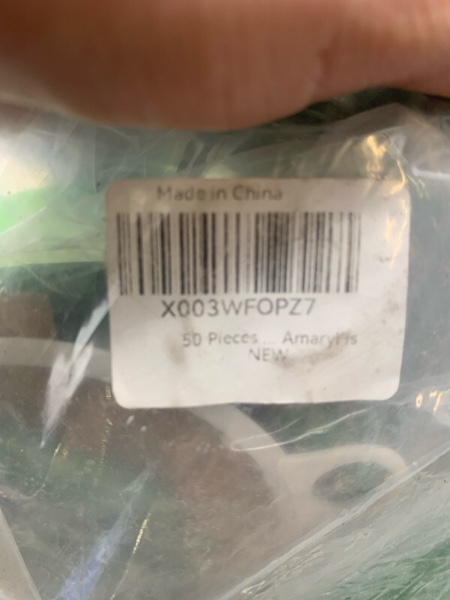 Made in China
X003WFOPZ7
50 Pieces ... Amaryllis
NEW